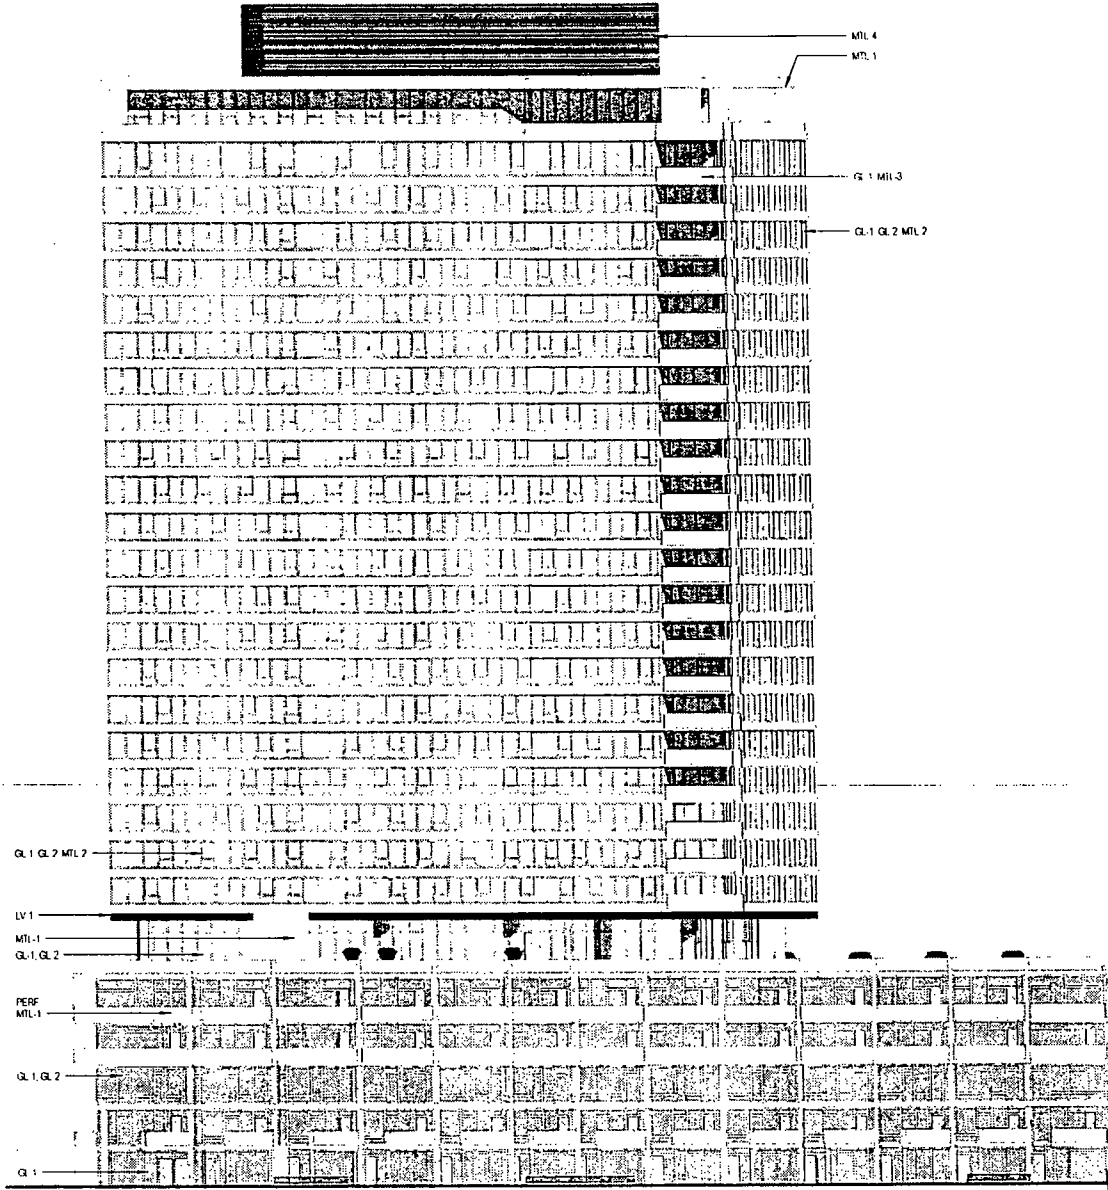 MTL 4
MTL 1
GL 1 MTL-3
GL-1 GL 2 MTL 2
GL 1 GL 2 MTL 2
LV 1
MTL-1
GL-1, GL 2
PERF
MTL-1
GL 1, GL 2
GL 1